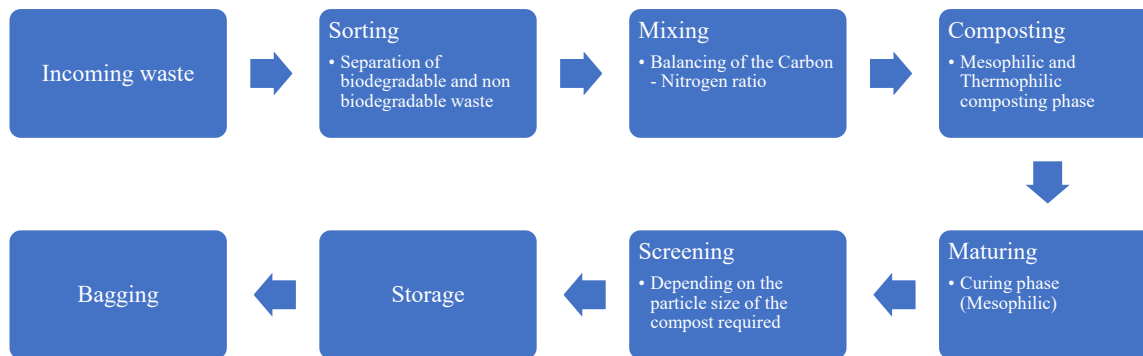 Incoming waste
Sorting
• Separation of
biodegradable and non
biodegradable waste
Mixing
• Balancing of the Carbon
- Nitrogen ratio
Composting
• Mesophilic and
Thermophilic
composting phase
Bagging
Storage
Screening
• Depending on the
particle size of the
compost required
Maturing
• Curing phase
(Mesophilic)